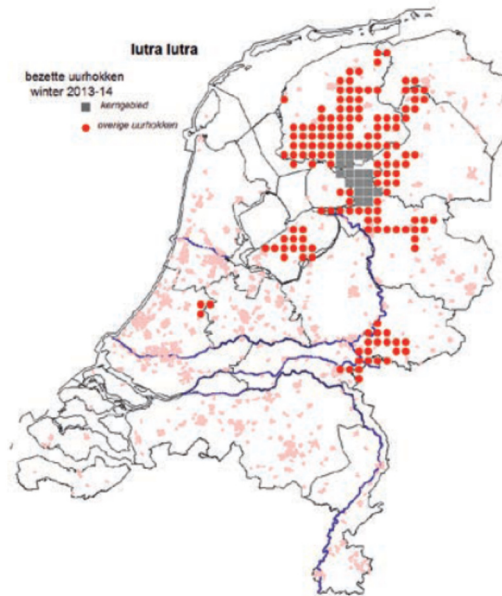 lutra lutra
bezette uurhokken
winter 2013-14
kerngebied
overige uurhokken